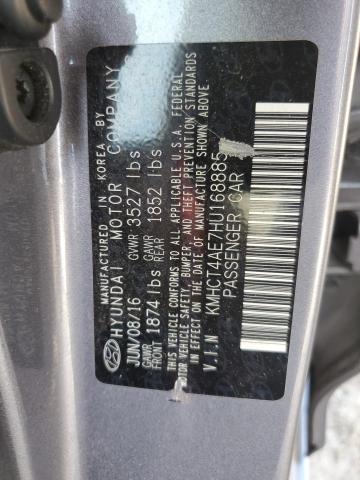 MANUFACTURED IN KOREA BY
HYUNDAI MOTOR COMPANY
JUN/08/16 GVWR 3527 lbs
GAWR FRONT 1874 lbs GAWR REAR 1852 lbs
THIS VEHICLE CONFORMS TO ALL APPLICABLE U.S.A. FEDERAL
MOTOR VEHICLE SAFETY, BUMPER, AND THEFT PREVENTION STANDARDS
IN EFFECT ON THE DATE OF MANUFACTURE SHOWN ABOVE
V.I.N KMHCT4AE7HU168885
PASSENGER CAR